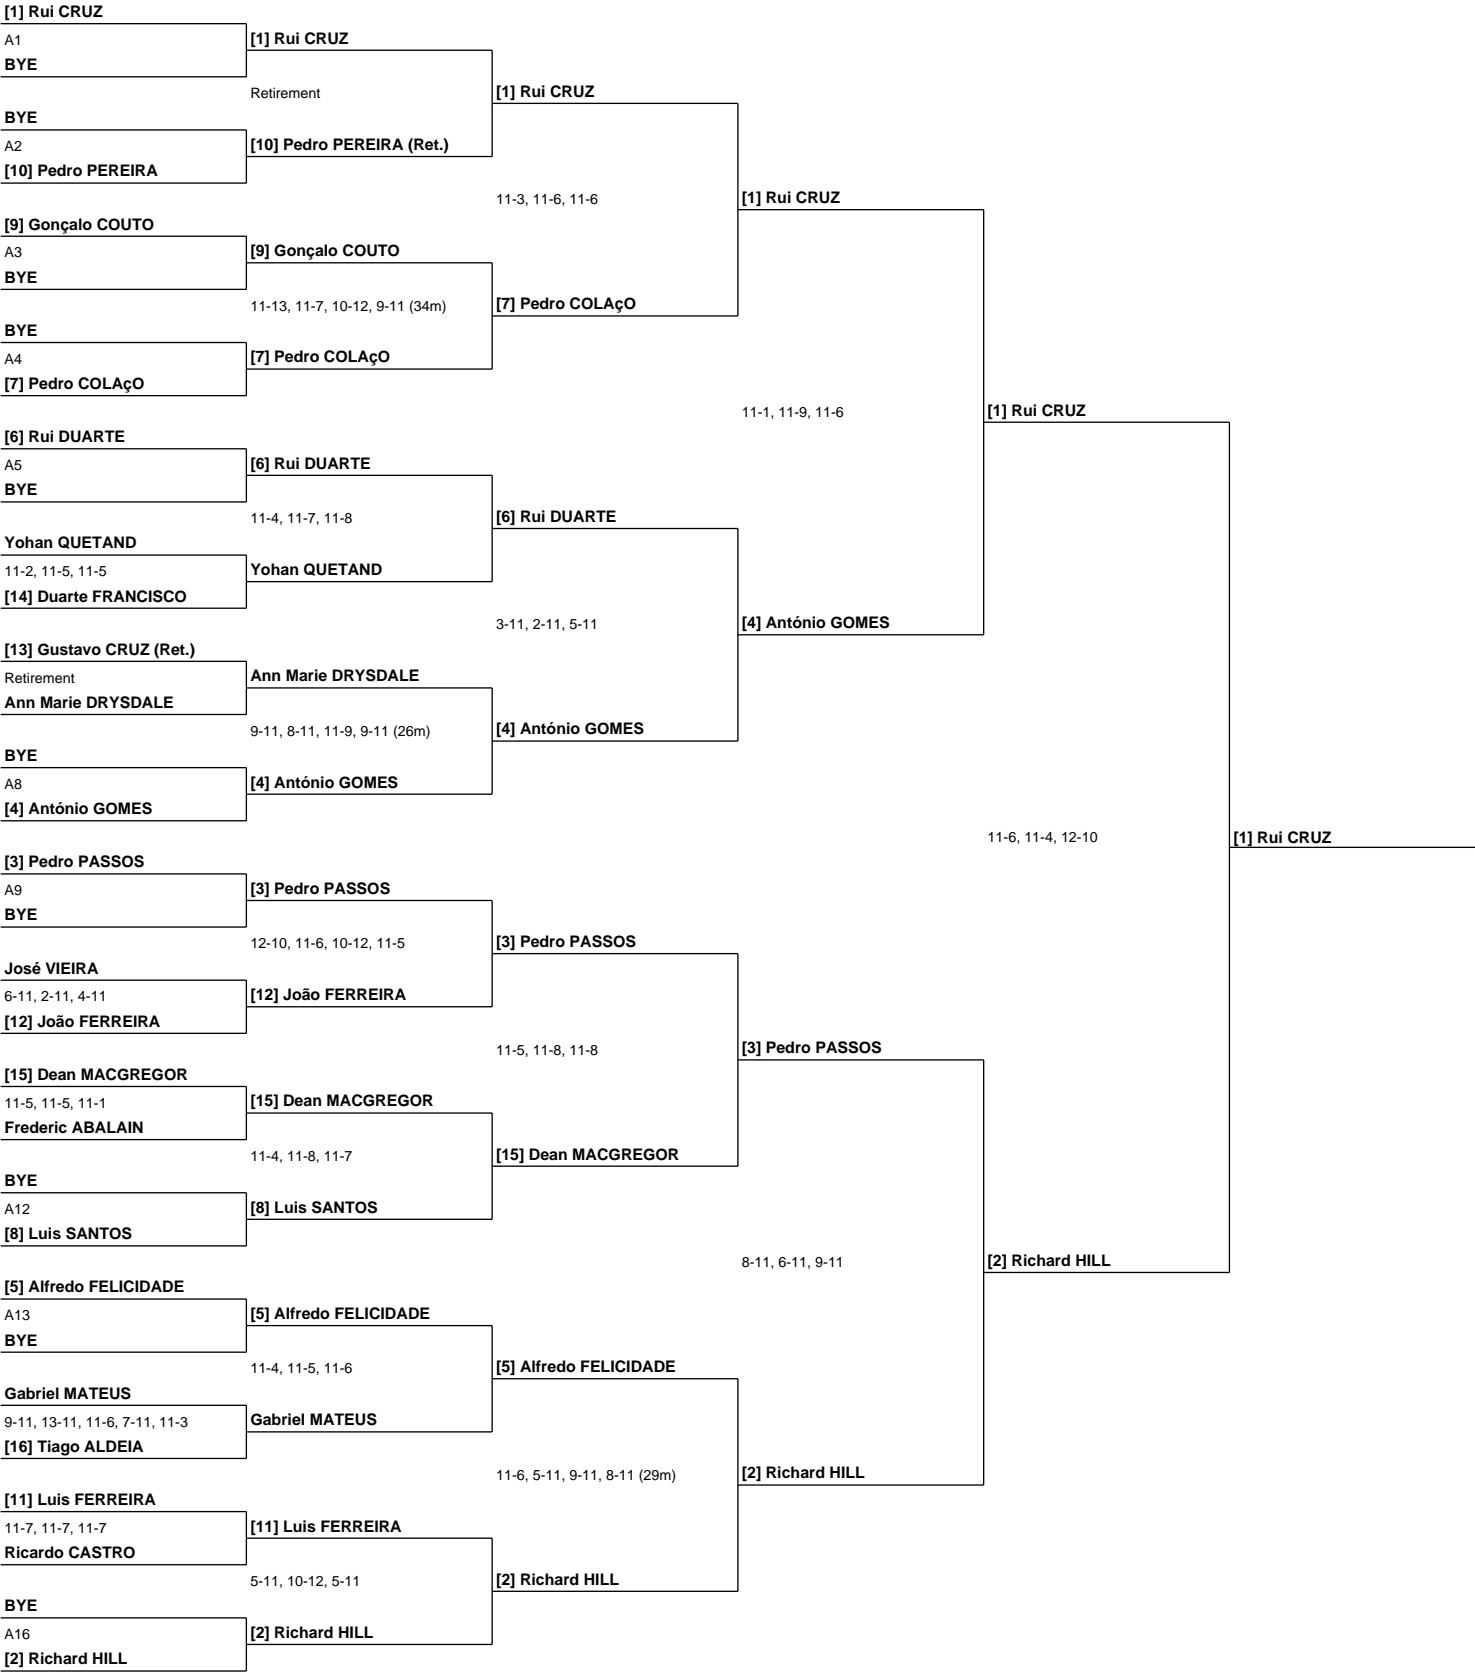 [1] Rui CRUZ
A1
BYE
[1] Rui CRUZ
Retirement
[1] Rui CRUZ
BYE
A2
[10] Pedro PEREIRA
[10] Pedro PEREIRA (Ret.)
11-3, 11-6, 11-6
[1] Rui CRUZ
[9] Gonçalo COUTO
A3
BYE
[9] Gonçalo COUTO
11-13, 11-7, 10-12, 9-11 (34m)
[7] Pedro COLAçO
BYE
A4
[7] Pedro COLAçO
[7] Pedro COLAçO
11-1, 11-9, 11-6
[1] Rui CRUZ
[6] Rui DUARTE
A5
BYE
[6] Rui DUARTE
11-4, 11-7, 11-8
[6] Rui DUARTE
Yohan QUETAND
11-2, 11-5, 11-5
[14] Duarte FRANCISCO
Yohan QUETAND
3-11, 2-11, 5-11
[4] António GOMES
[13] Gustavo CRUZ (Ret.)
Retirement
Ann Marie DRYSDALE
Ann Marie DRYSDALE
9-11, 8-11, 11-9, 9-11 (26m)
[4] António GOMES
BYE
A8
[4] António GOMES
[4] António GOMES
11-6, 11-4, 12-10
[1] Rui CRUZ
[3] Pedro PASSOS
A9
BYE
[3] Pedro PASSOS
12-10, 11-6, 10-12, 11-5
[3] Pedro PASSOS
José VIEIRA
6-11, 2-11, 4-11
[12] João FERREIRA
[12] João FERREIRA
11-5, 11-8, 11-8
[3] Pedro PASSOS
[15] Dean MACGREGOR
11-5, 11-5, 11-1
Frederic ABALAIN
[15] Dean MACGREGOR
11-4, 11-8, 11-7
[15] Dean MACGREGOR
BYE
A12
[8] Luis SANTOS
[8] Luis SANTOS
8-11, 6-11, 9-11
[2] Richard HILL
[5] Alfredo FELICIDADE
A13
BYE
[5] Alfredo FELICIDADE
11-4, 11-5, 11-6
[5] Alfredo FELICIDADE
Gabriel MATEUS
9-11, 13-11, 11-6, 7-11, 11-3
[16] Tiago ALDEIA
Gabriel MATEUS
11-6, 5-11, 9-11, 8-11 (29m)
[2] Richard HILL
[11] Luis FERREIRA
11-7, 11-7, 11-7
Ricardo CASTRO
[11] Luis FERREIRA
5-11, 10-12, 5-11
[2] Richard HILL
BYE
A16
[2] Richard HILL
[2] Richard HILL